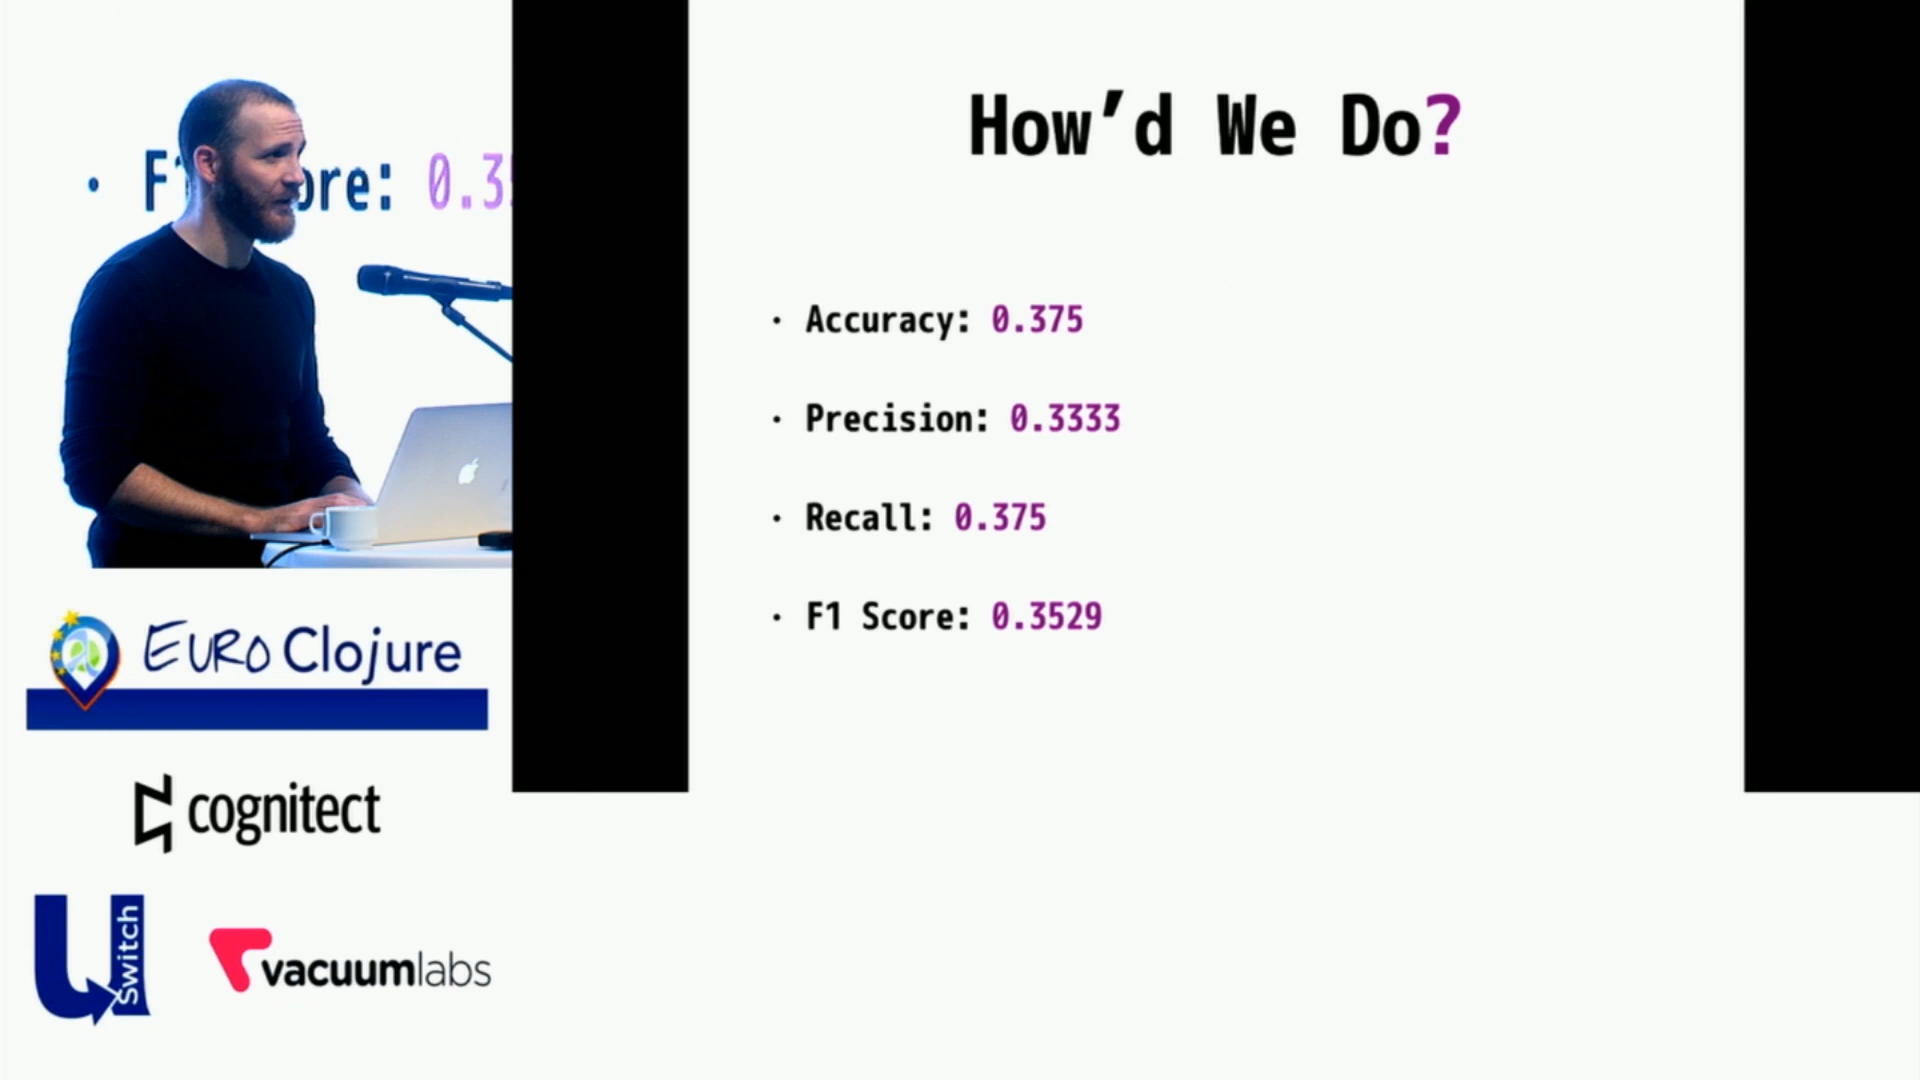 How’d We Do?
· Accuracy: 0.375
· Precision: 0.3333
· Recall: 0.375
· F1 Score: 0.3529
EURO Clojure
cognitect
U Switch
vacuumlabs